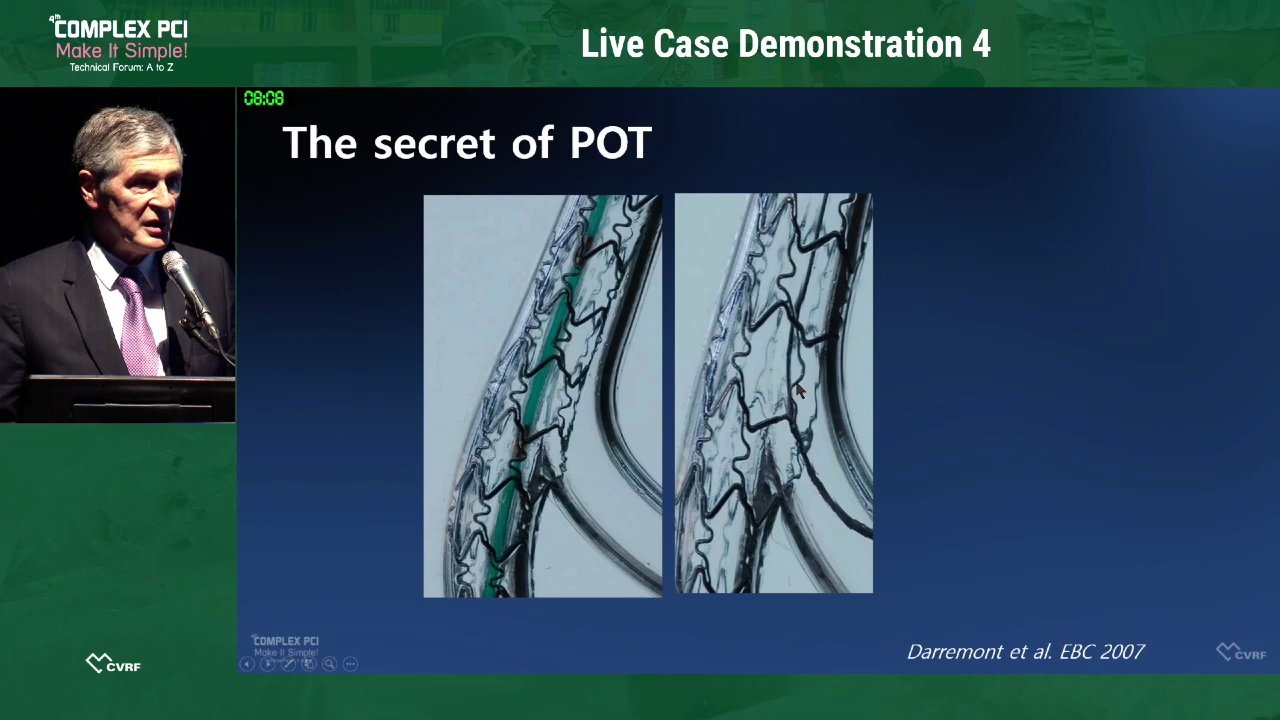 4th
COMPLEX PCI
Make It Simple!
Technical Forum: A to Z
Live Case Demonstration 4
08:08
The secret of POT
COMPLEX PCI
Make It Simple!
Darremont et al. EBC 2007
CVRF
CVRF